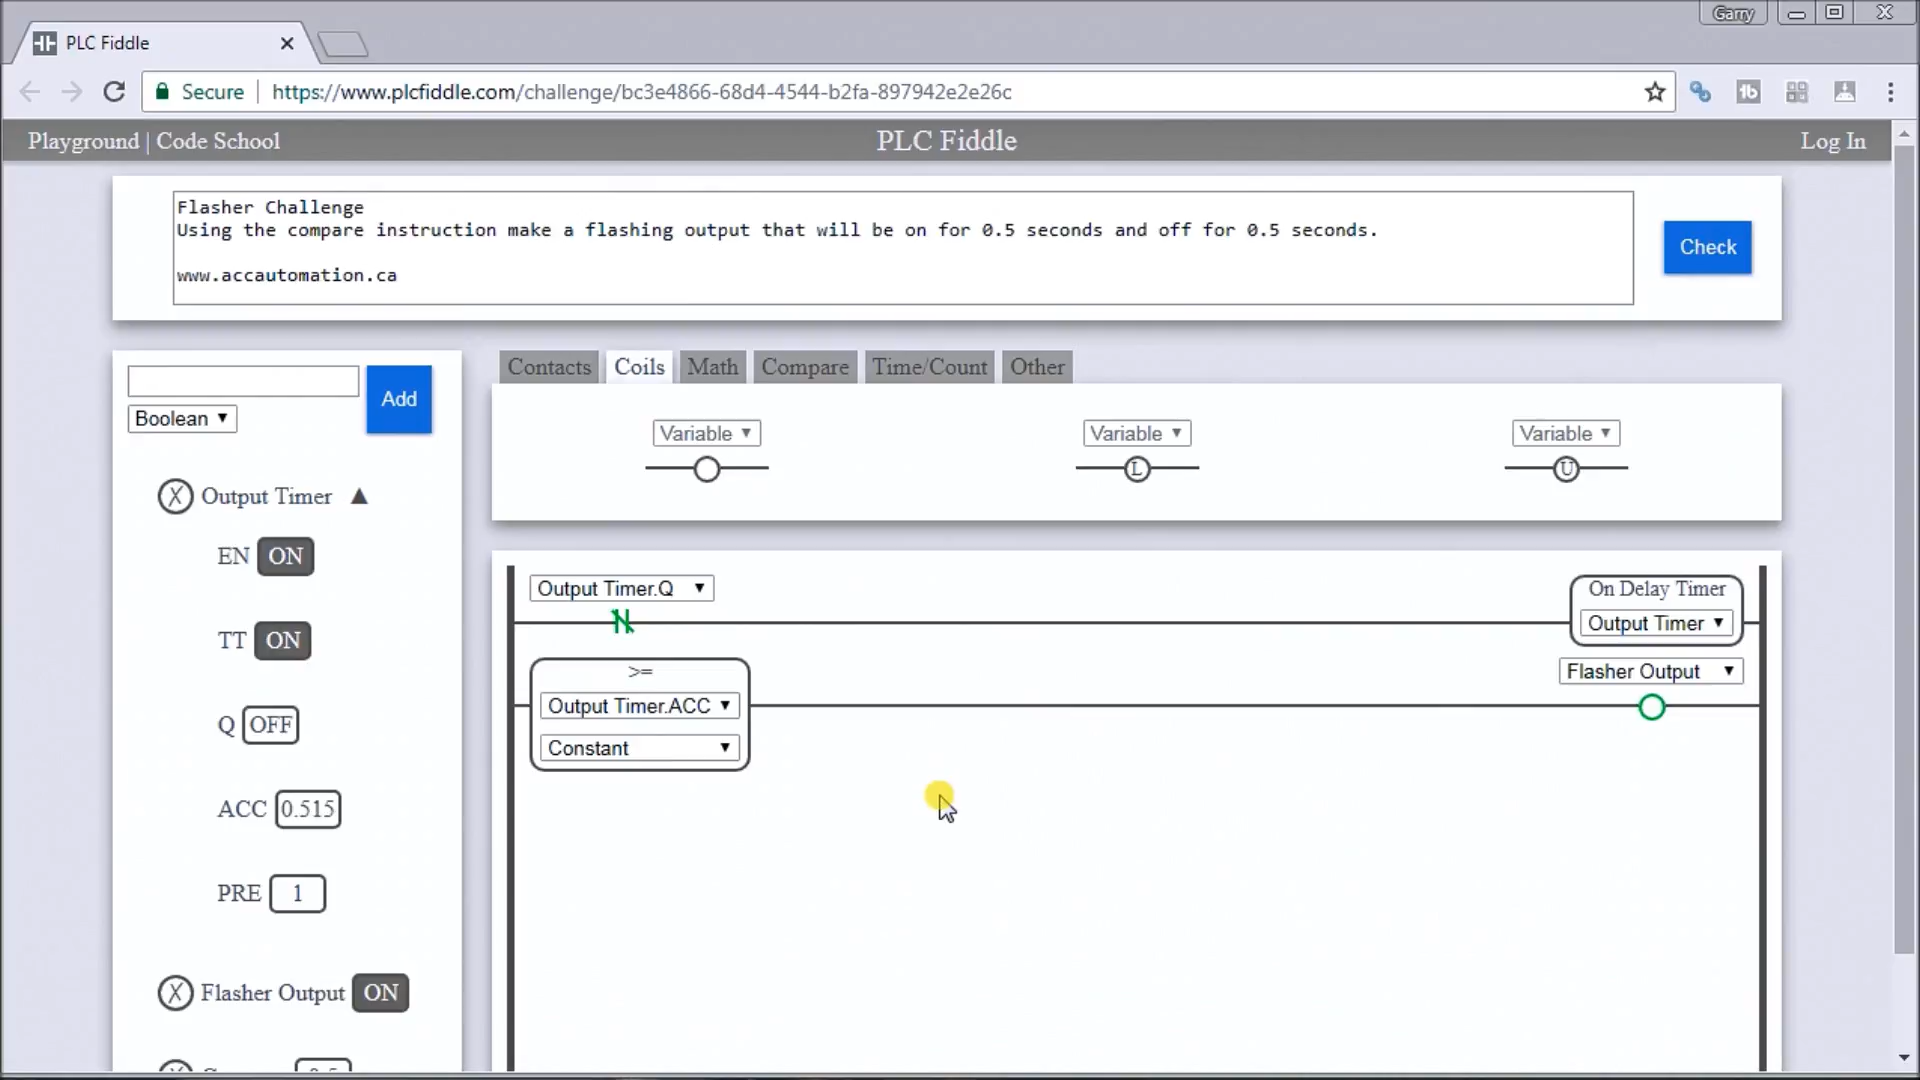 Garry
PLC Fiddle
Secure
https://www.plcfiddle.com/challenge/bc3e4866-68d4-4544-b2fa-897942e2e26c
Playground | Code School
PLC Fiddle
Log In
Flasher Challenge
Using the compare instruction make a flashing output that will be on for 0.5 seconds and off for 0.5 seconds.
www.accautomation.ca
Check
Add
Boolean
Contacts
Coils
Math
Compare
Time/Count
Other
Variable
Variable
L
Variable
U
X Output Timer
EN ON
TT ON
Q OFF
ACC 0.515
PRE 1
X Flasher Output ON
Output Timer.Q
On Delay Timer
Output Timer
>=
Output Timer.ACC
Constant
Flasher Output